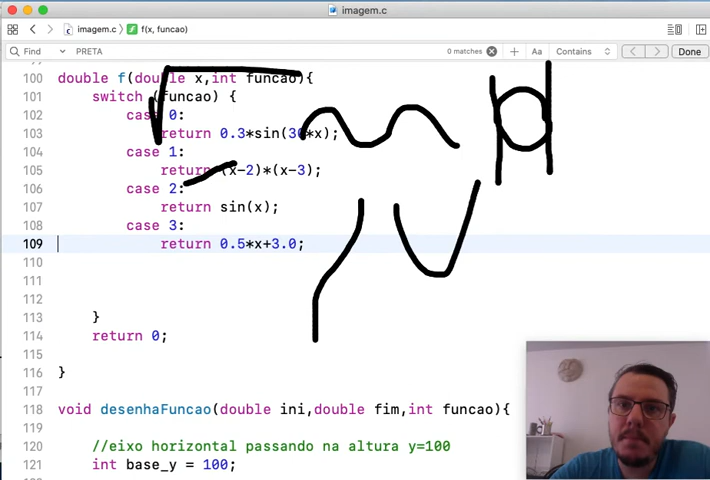 imagem.c
imagem.c > f(x, funcao)
Find PRETA 0 matches Aa Contains Done
100 double f(double x,int funcao){
101 switch (funcao) {
102 case 0:
103 return 0.3*sin(30*x);
104 case 1:
105 return (x-2)*(x-3);
106 case 2:
107 return sin(x);
108 case 3:
109 return 0.5*x+3.0;
110
111
112
113 }
114 return 0;
115
116 }
117
118 void desenhaFuncao(double ini,double fim,int funcao){
119
120 //eixo horizontal passando na altura y=100
121 int base_y = 100;